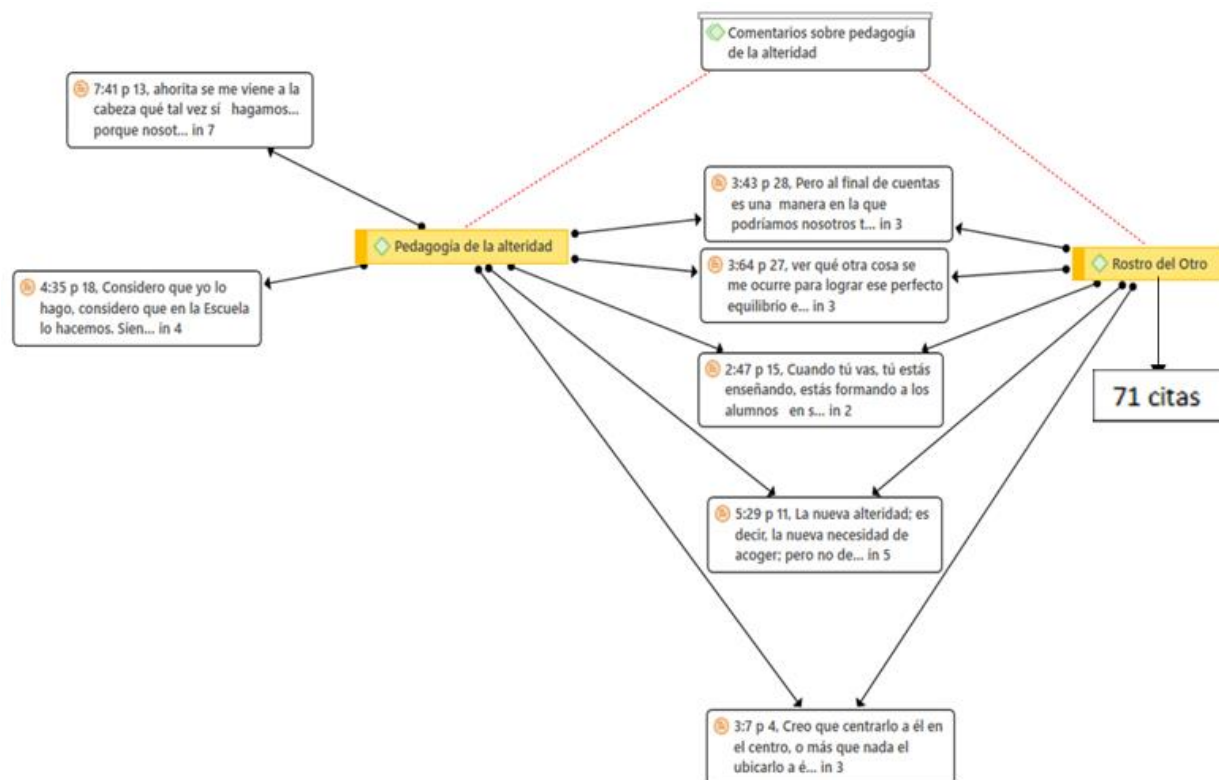 Comentarios sobre pedagogía
de la alteridad
7:41 p 13, ahorita se me viene a la
cabeza qué tal vez sí hagamos...
porque nosot... in 7
3:43 p 28, Pero al final de cuentas
es una manera en la que
podríamos nosotros t... in 3
Pedagogía de la alteridad
Rostro del Otro
3:64 p 27, ver qué otra cosa se
me ocurre para lograr ese perfecto
equilibrio e... in 3
4:35 p 18, Considero que yo lo
hago, considero que en la Escuela
lo hacemos. Sien... in 4
2:47 p 15, Cuando tú vas, tú estás
enseñando, estás formando a los
alumnos en s... in 2
71 citas
5:29 p 11, La nueva alteridad; es
decir, la nueva necesidad de
acoger; pero no de... in 5
3:7 p 4, Creo que centrarlo a él en
el centro, o más que nada el
ubicarlo a é... in 3